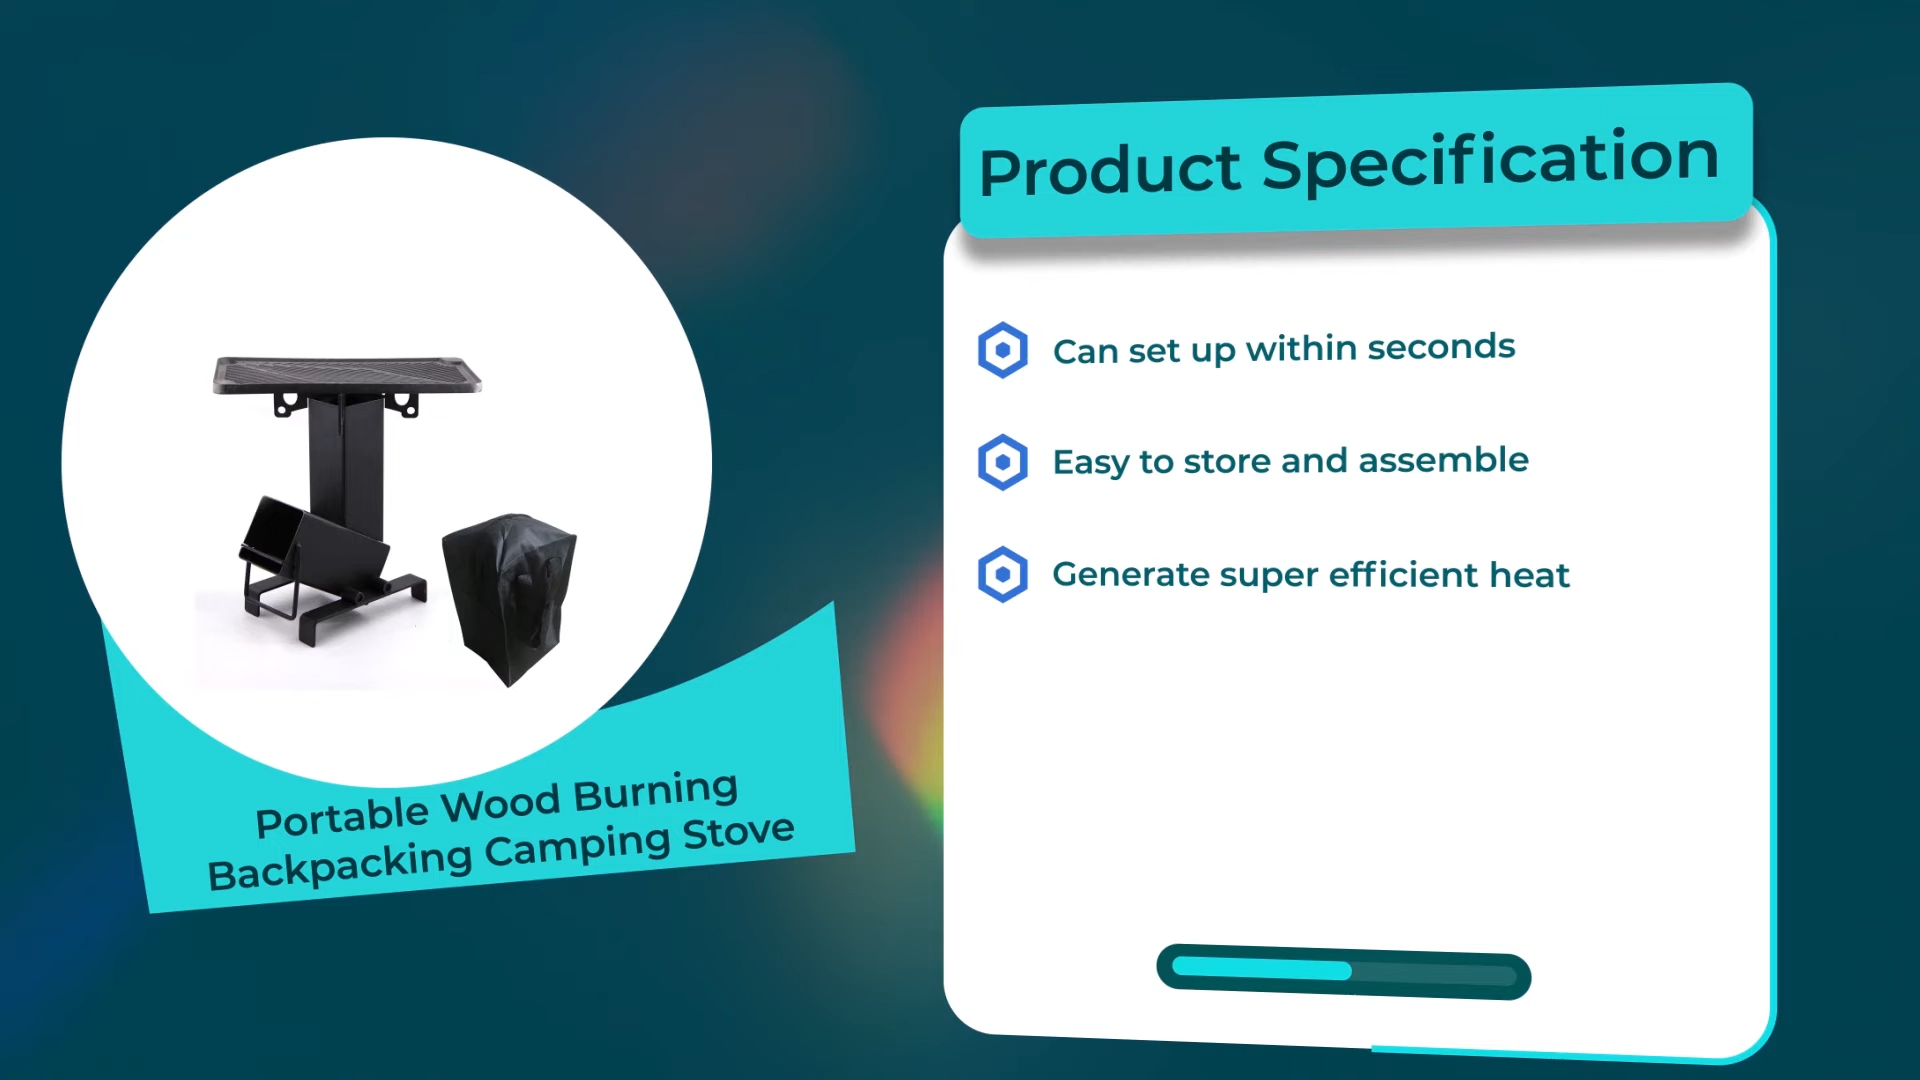 Product Specification
Can set up within seconds
Easy to store and assemble
Generate super efficient heat
Portable Wood Burning
Backpacking Camping Stove